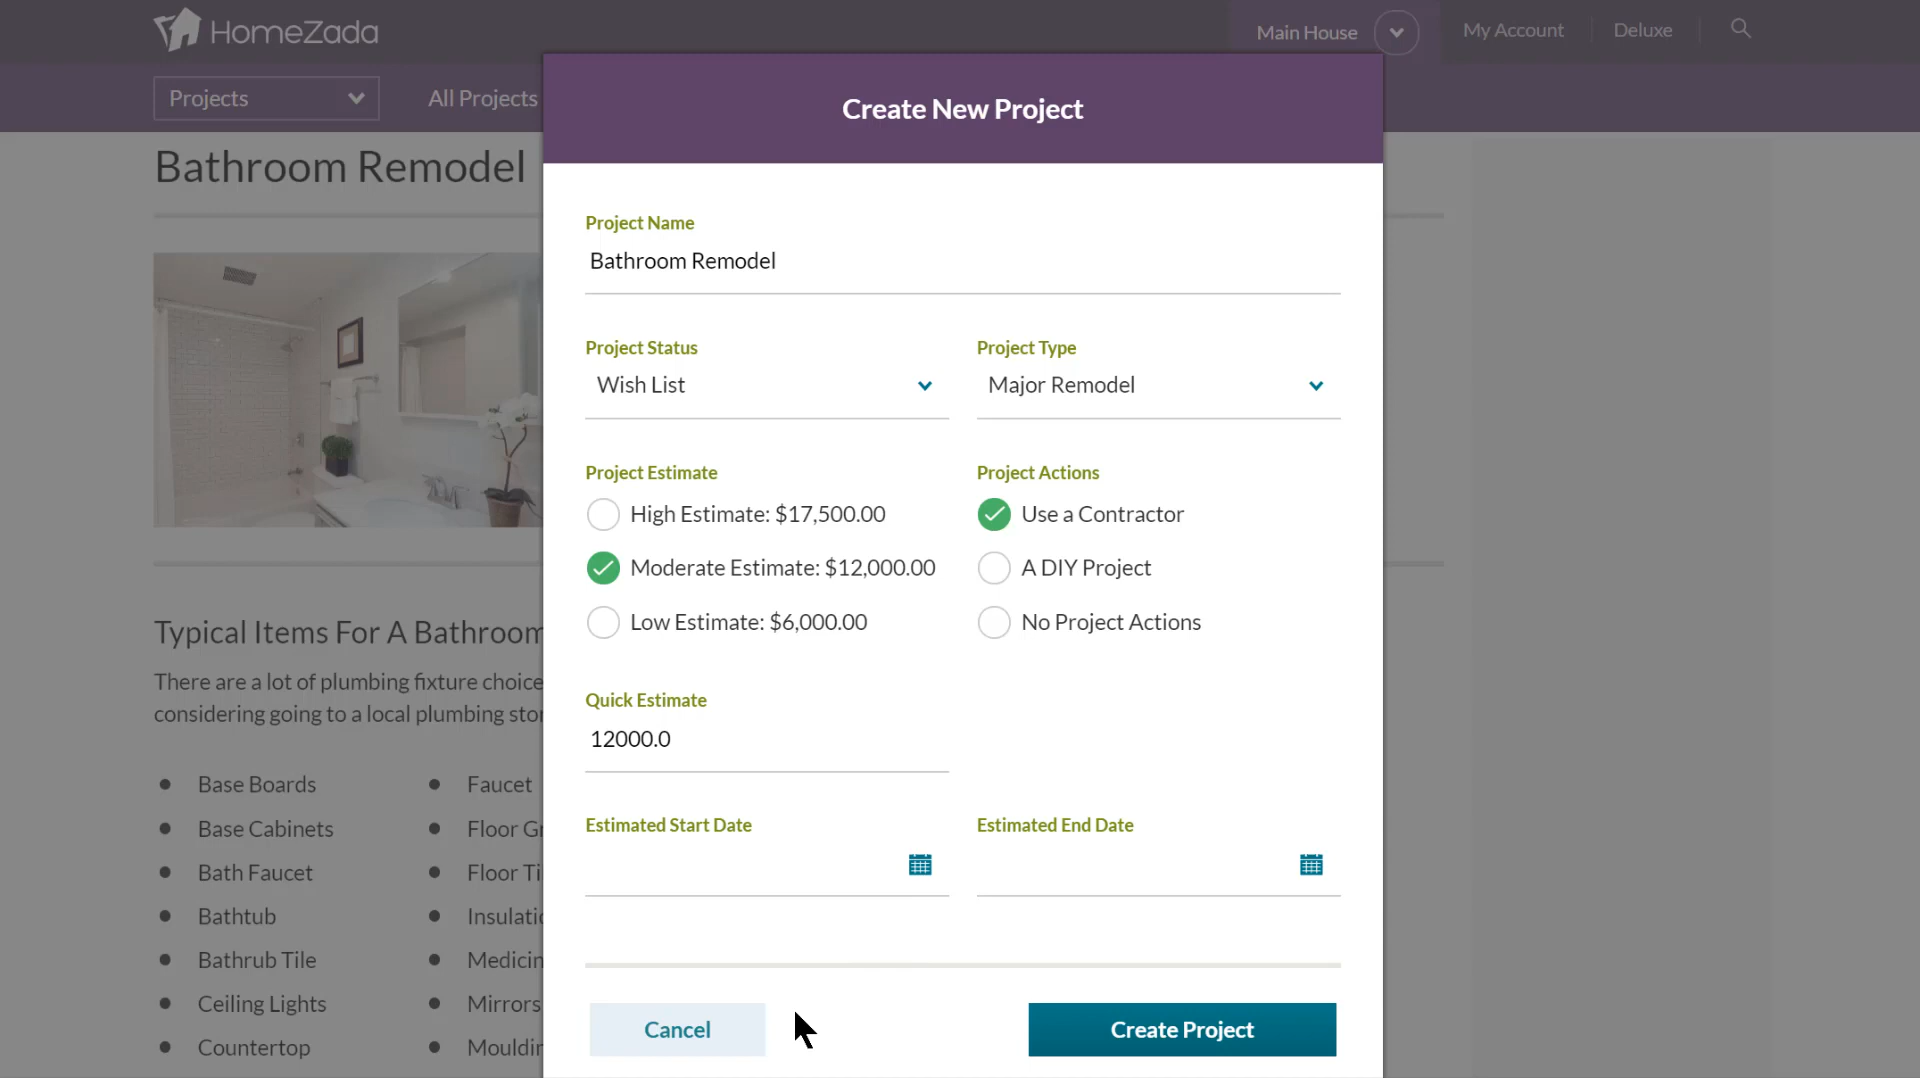 HomeZada
Main House
My Account
Deluxe
Projects
All Projects
Create New Project
Bathroom Remodel
Project Name
Bathroom Remodel
Project Status
Project Type
Wish List
Major Remodel
Project Estimate
Project Actions
High Estimate: $17,500.00
Use a Contractor
Moderate Estimate: $12,000.00
A DIY Project
Low Estimate: $6,000.00
No Project Actions
Quick Estimate
12000.0
Estimated Start Date
Estimated End Date
Cancel
Create Project
Typical Items For A Bathroom
There are a lot of plumbing fixture choice
considering going to a local plumbing
Base Boards
Base Cabinets
Bath Faucet
Bathtub
Bathrub Tile
Ceiling Lights
Countertop
Faucet
Floor
Floor
Mirrors